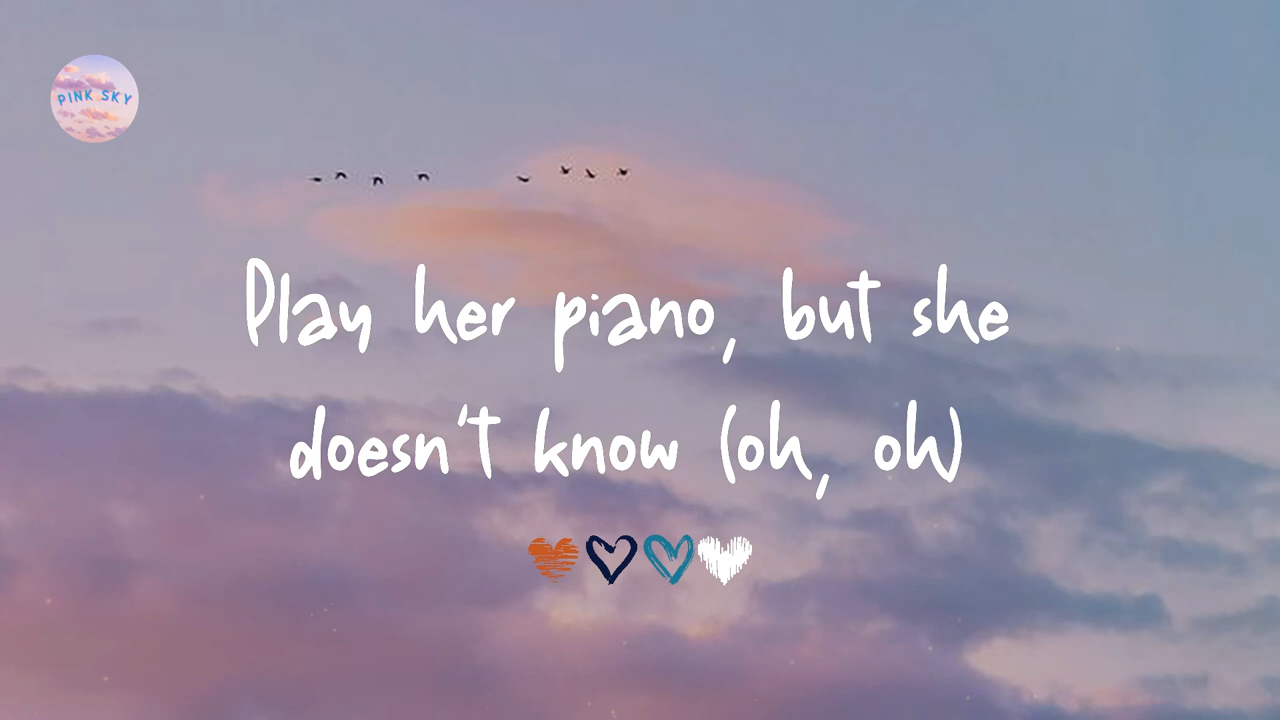 PINK SKY
Play her piano, but she
doesn't know (oh, oh)